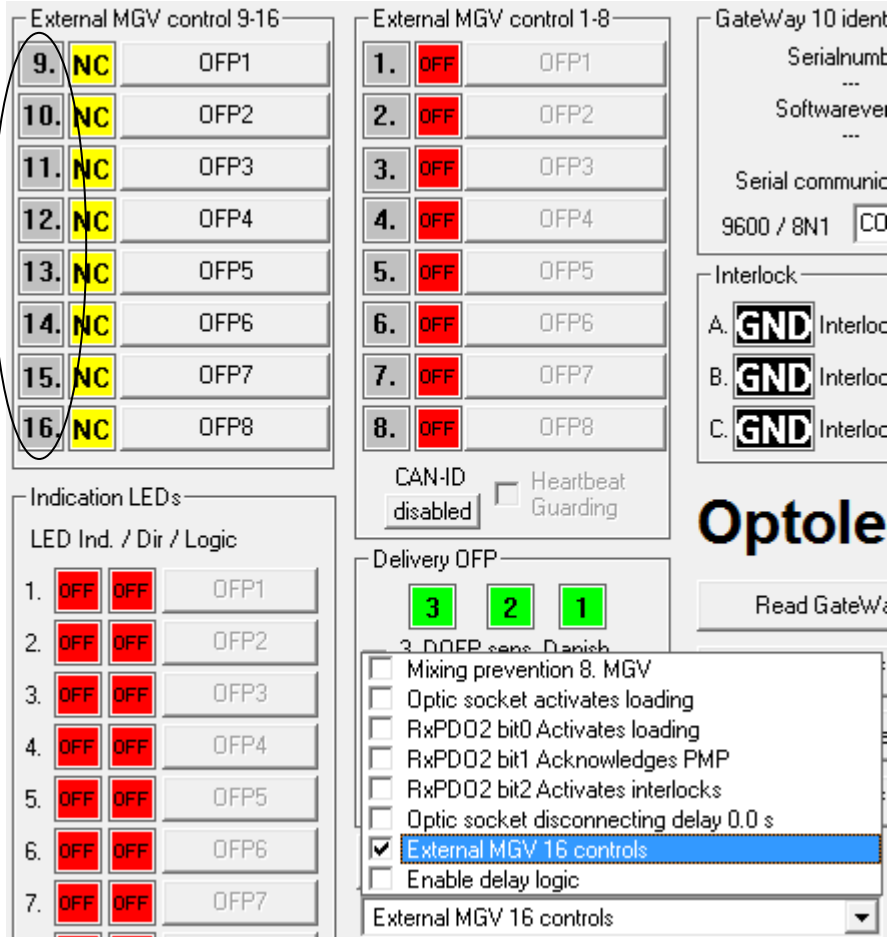 External MGV control 9-16
9. NC OFP1
10. NC OFP2
11. NC OFP3
12. NC OFP4
13. NC OFP5
14. NC OFP6
15. NC OFP7
16. NC OFP8
External MGV control 1-8
1. OFF OFP1
2. OFF OFP2
3. OFF OFP3
4. OFF OFP4
5. OFF OFP5
6. OFF OFP6
7. OFF OFP7
8. OFF OFP8
CAN-ID
disabled
Heartbeat
Guarding
GateWay 10 ident
Serialnumb
---
Softwarever
---
Serial communic
9600 / 8N1 CO
Interlock
A. GND Interloc
B. GND Interloc
C. GND Interloc
Optole
Read GateWa
Indication LEDs
LED Ind. / Dir / Logic
1. OFF OFF OFP1
2. OFF OFF OFP2
3. OFF OFF OFP3
4. OFF OFF OFP4
5. OFF OFF OFP5
6. OFF OFF OFP6
7. OFF OFF OFP7
Delivery OFP
3 2 1
3. DOFP sens. Danish
Mixing prevention 8. MGV
Optic socket activates loading
RxPDO2 bit0 Activates loading
RxPDO2 bit1 Acknowledges PMP
RxPDO2 bit2 Activates interlocks
Optic socket disconnecting delay 0.0 s
External MGV 16 controls
Enable delay logic
External MGV 16 controls